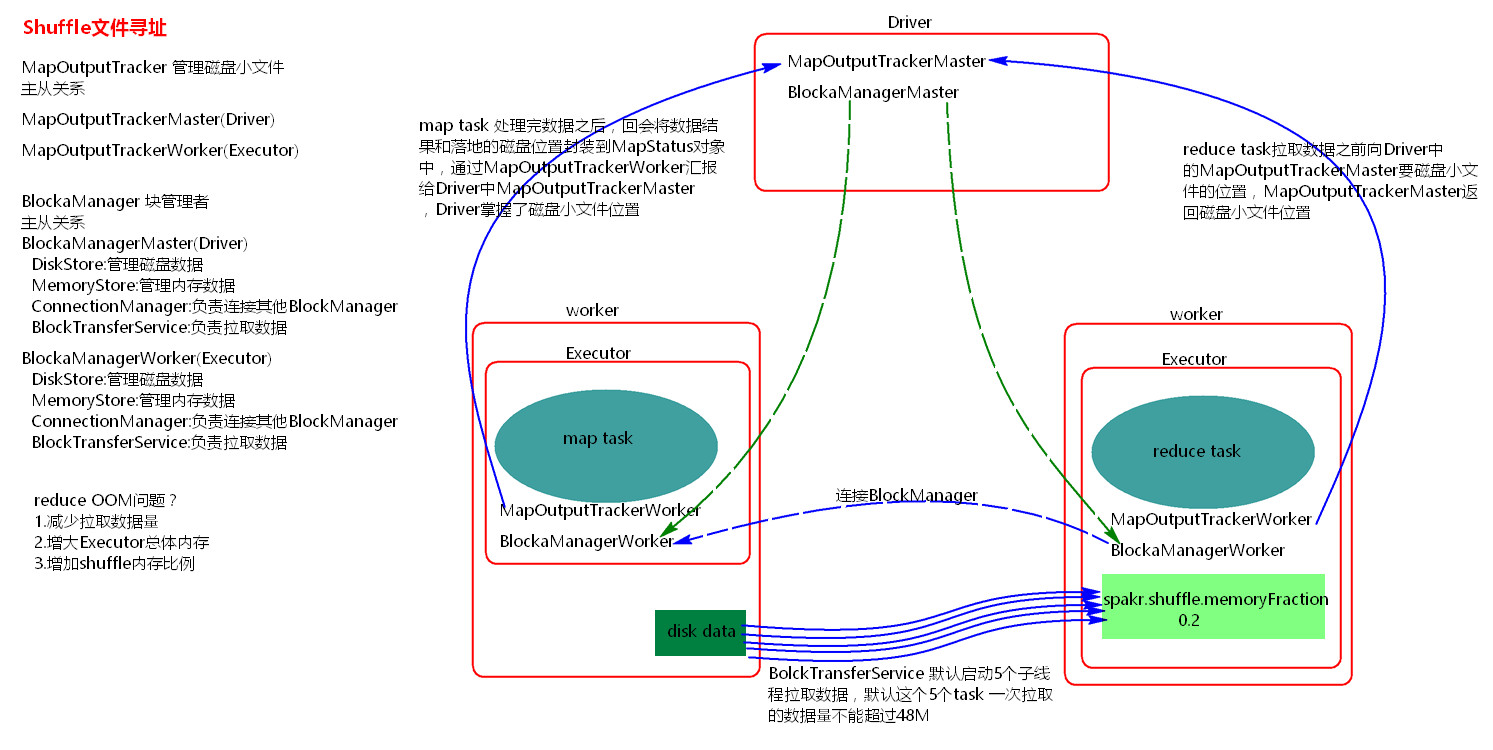 Shuffle文件寻址
MapOutputTracker 管理磁盘小文件
主从关系
MapOutputTrackerMaster(Driver)
MapOutputTrackerWorker(Executor)
BlockaManager 块管理者
主从关系
BlockaManagerMaster(Driver)
DiskStore:管理磁盘数据
MemoryStore:管理内存数据
ConnectionManager:负责连接其他BlockManager
BlockTransferService:负责拉取数据
BlockaManagerWorker(Executor)
DiskStore:管理磁盘数据
MemoryStore:管理内存数据
ConnectionManager:负责连接其他BlockManager
BlockTransferService:负责拉取数据
reduce OOM问题？
1.减少拉取数据量
2.增大Executor总体内存
3.增加shuffle内存比例
Driver
MapOutputTrackerMaster
BlockaManagerMaster
map task 处理完数据之后，回会将数据结
果和落地的磁盘位置封装到MapStatus对象
中，通过MapOutputTrackerWorker汇报
给Driver中MapOutputTrackerMaster
，Driver掌握了磁盘小文件位置
reduce task拉取数据之前向Driver中
的MapOutputTrackerMaster要磁盘小文
件的位置，MapOutputTrackerMaster返
回磁盘小文件位置
worker
Executor
map task
MapOutputTrackerWorker
BlockaManagerWorker
disk data
连接BlockManager
worker
Executor
reduce task
MapOutputTrackerWorker
BlockaManagerWorker
spakr.shuffle.memoryFraction
0.2
BolckTransferService 默认启动5个子线
程拉取数据，默认这个5个task 一次拉取
的数据量不能超过48M